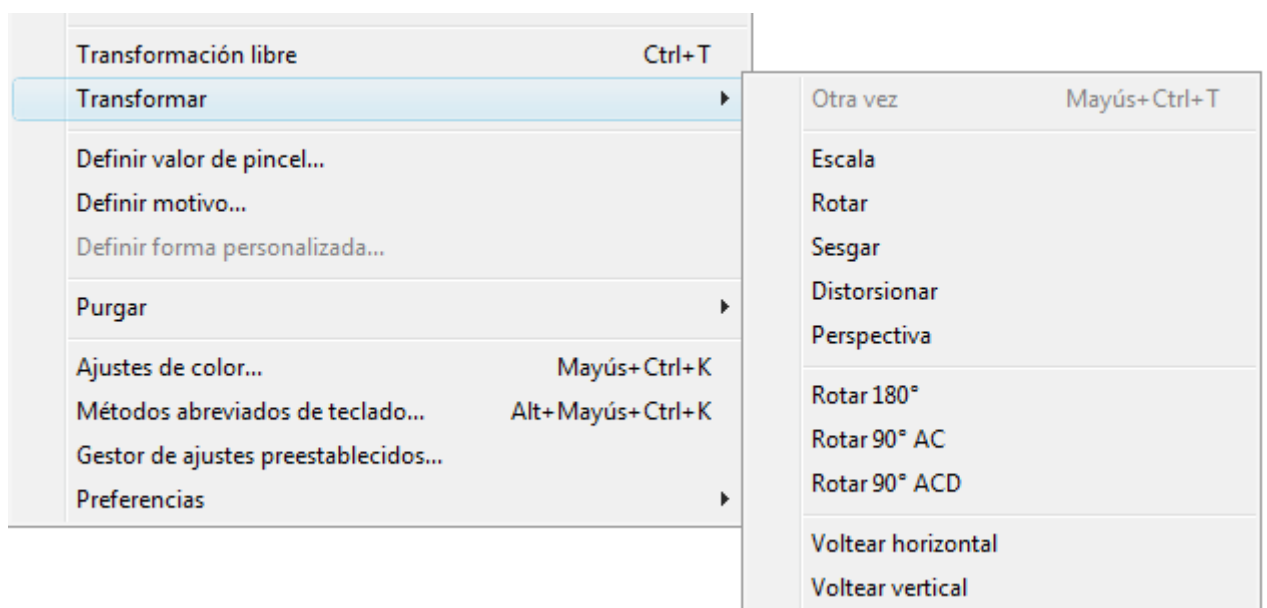 Transformación libre Ctrl+T
Transformar
Definir valor de pincel...
Definir motivo...
Definir forma personalizada...
Purgar
Ajustes de color... Mayús+Ctrl+K
Métodos abreviados de teclado... Alt+Mayús+Ctrl+K
Gestor de ajustes preestablecidos...
Preferencias
Otra vez Mayús+Ctrl+T
Escala
Rotar
Sesgar
Distorsionar
Perspectiva
Rotar 180°
Rotar 90° AC
Rotar 90° ACD
Voltear horizontal
Voltear vertical